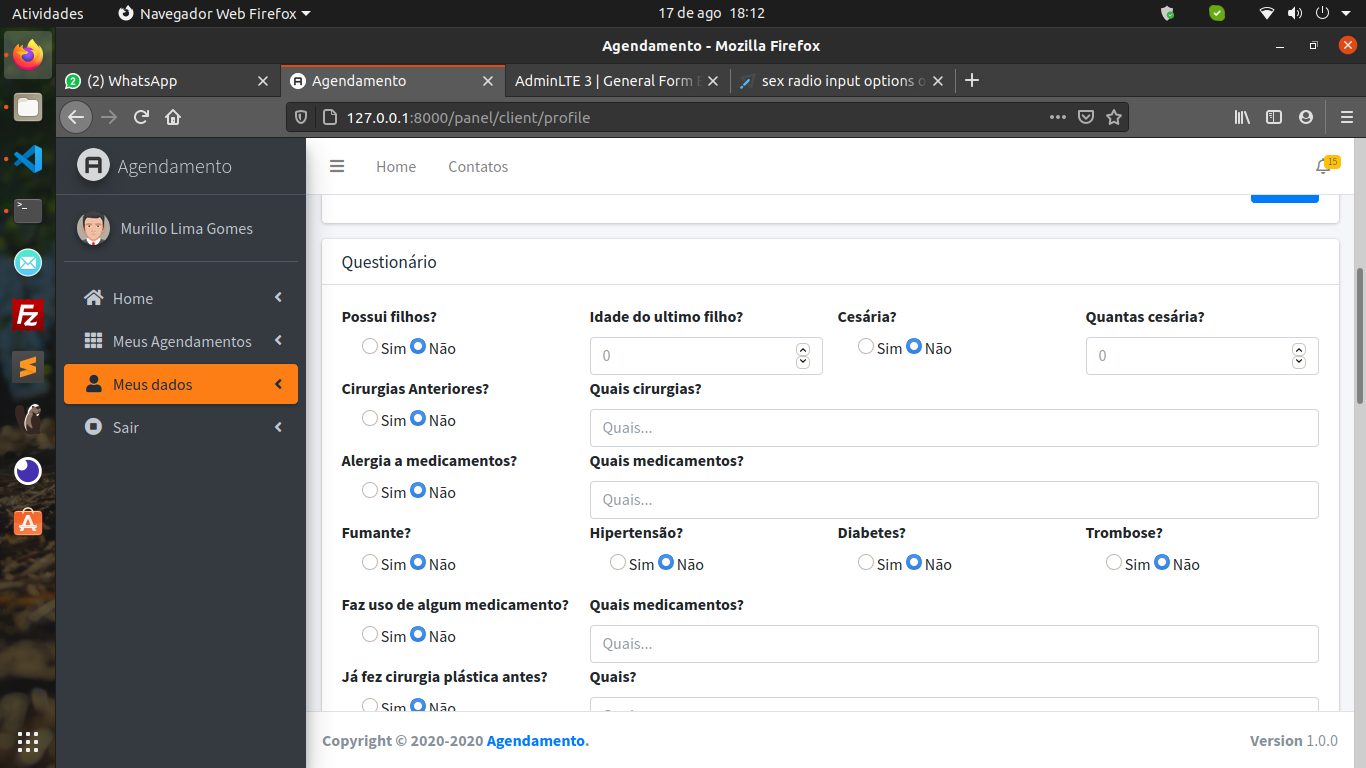 Atividades Navegador Web Firefox 17 de ago 18:12
Agendamento - Mozilla Firefox
(2) WhatsApp Agendamento AdminLTE 3 | General Form E sex radio input options o
127.0.0.1:8000/panel/client/profile
Agendamento Home Contatos 15
Murillo Lima Gomes
Home
Meus Agendamentos
Meus dados
Sair
Questionário
Possui filhos? Idade do ultimo filho? Cesária? Quantas cesária?
Sim Não 0 Sim Não 0
Cirurgias Anteriores? Quais cirurgias?
Sim Não Quais...
Alergia a medicamentos? Quais medicamentos?
Sim Não Quais...
Fumante? Hipertensão? Diabetes? Trombose?
Sim Não Sim Não Sim Não Sim Não
Faz uso de algum medicamento? Quais medicamentos?
Sim Não Quais...
Já fez cirurgia plástica antes? Quais?
Sim Não
Copyright © 2020-2020 Agendamento. Version 1.0.0